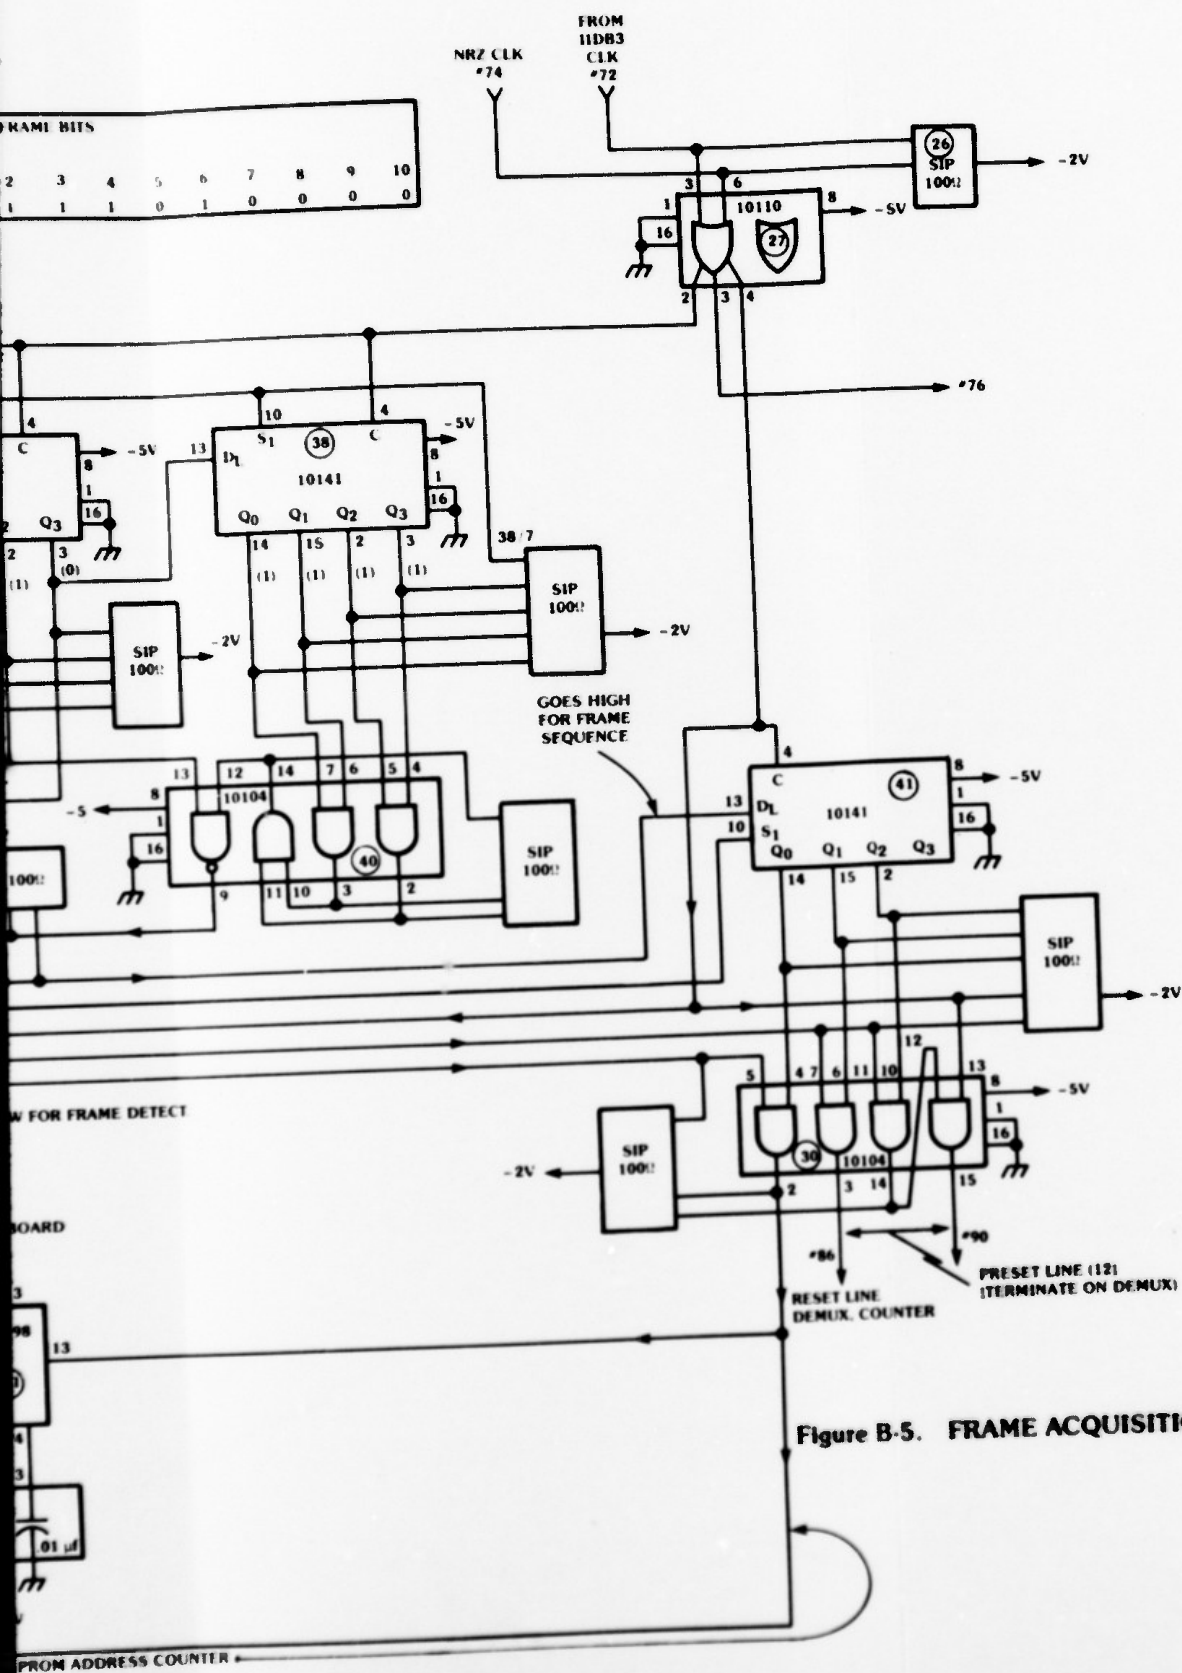 FROM
11DB3
CLK
#72
NRZ CLK
#74
FRAME BITS
2 3 4 5 6 7 8 9 10
1 1 1 0 1 0 0 0 0
26
SIP
100Ω
-2V
3 6
1
16
10110
27
8
-5V
2 3 4
#76
4
C
-5V
8
1
16
Q3
2
3
(1)
(0)
10
4
13
DL
S1
38
C
10141
-5V
8
1
16
Q0 Q1 Q2 Q3
14 15 2 3
(1) (1) (1) (1)
38/7
SIP
100Ω
-2V
SIP
100Ω
-2V
GOES HIGH
FOR FRAME
SEQUENCE
13 12 14 7 6 5 4
8
-5
1
16
10104
40
9 11 10 3 2
SIP
100Ω
100Ω
4
C
41
8
-5V
13
DL
10
S1
10141
1
16
Q0 Q1 Q2 Q3
14 15 2
SIP
100Ω
-2V
12
5 4 7 6 11 10 13
8
-5V
1
16
30
10104
SIP
100Ω
-2V
2 3 14 15
W FOR FRAME DETECT
BOARD
#86
#90
PRESET LINE (12)
(TERMINATE ON DEMUX)
RESET LINE
DEMUX. COUNTER
3
98
13
4
3
.01 µf
Figure B-5. FRAME ACQUISITI
PROM ADDRESS COUNTER